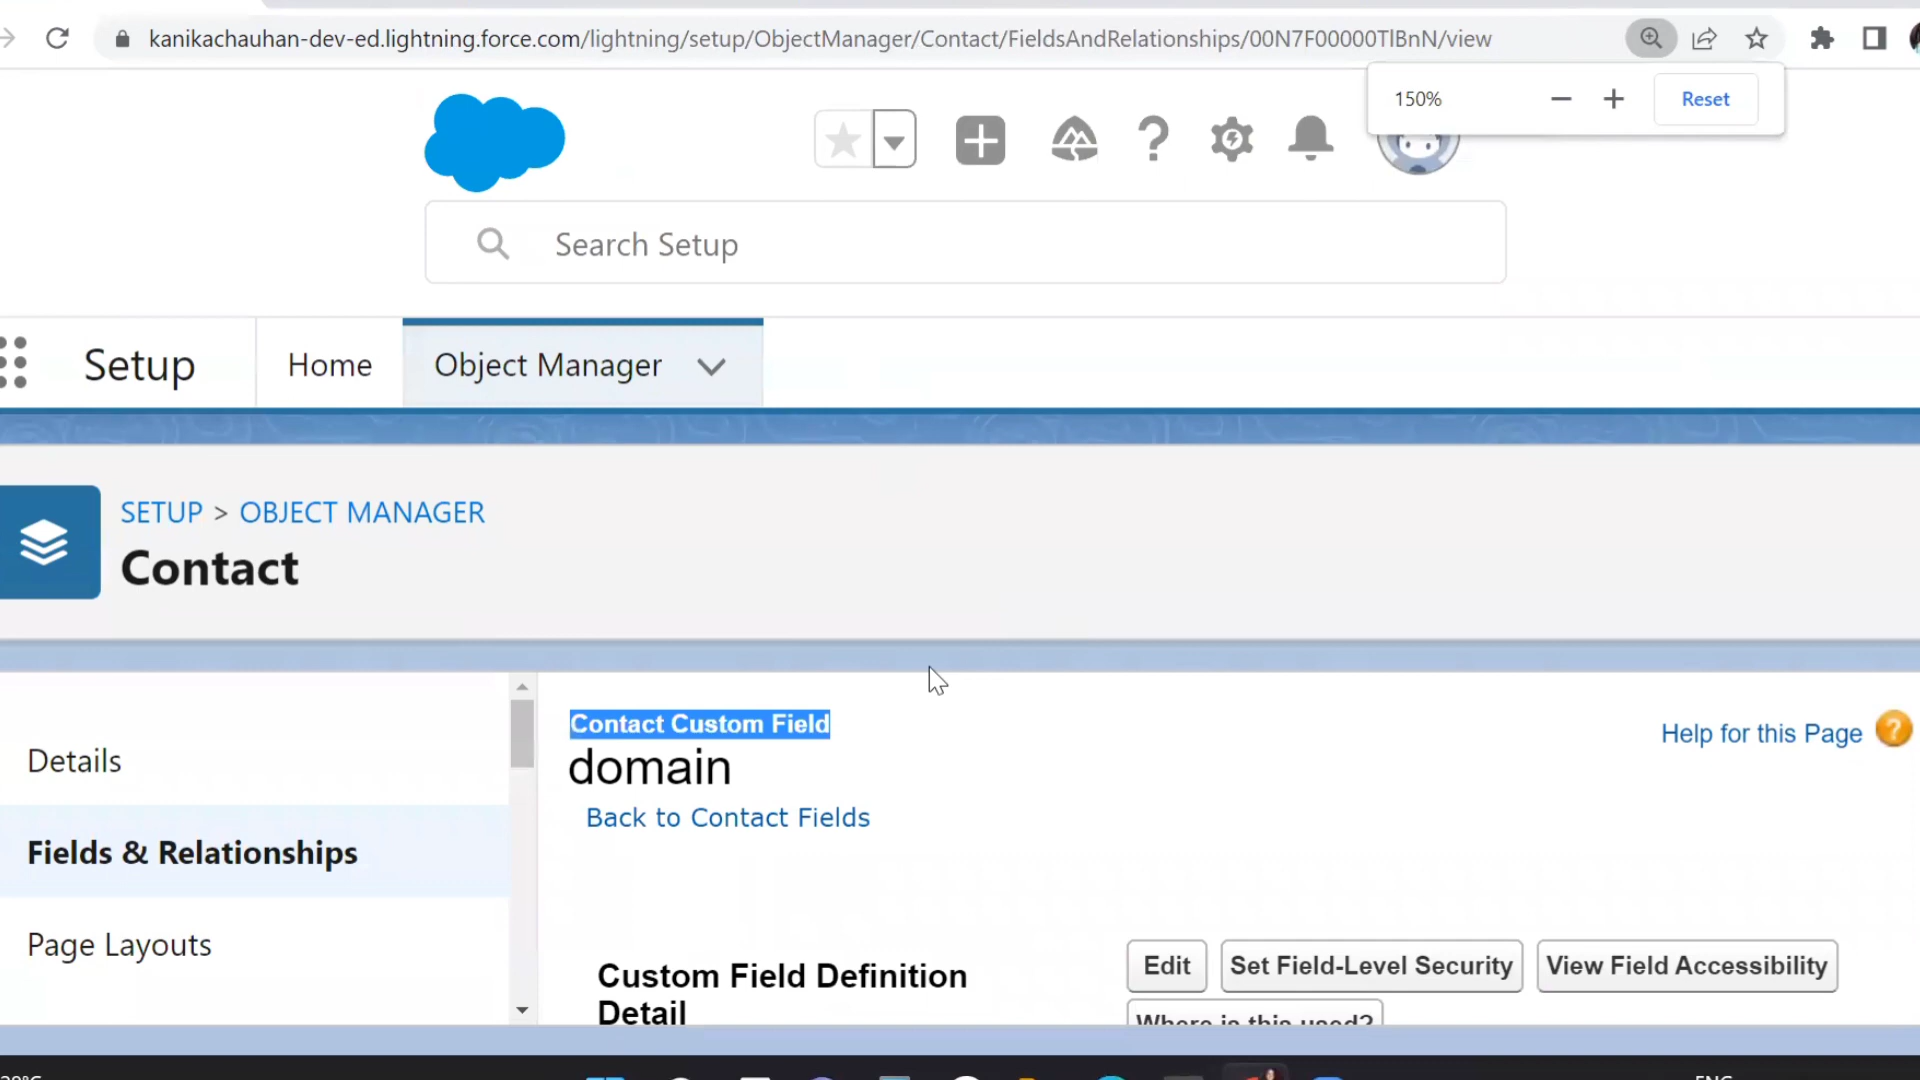 kanikachauhan-dev-ed.lightning.force.com/lightning/setup/ObjectManager/Contact/FieldsAndRelationships/00N7F00000TlBnN/view
150%
Reset
Search Setup
Setup
Home
Object Manager
SETUP > OBJECT MANAGER
Contact
Details
Fields & Relationships
Page Layouts
Contact Custom Field
domain
Back to Contact Fields
Help for this Page
Custom Field Definition
Detail
Edit
Set Field-Level Security
View Field Accessibility
Where is this used?
ENG